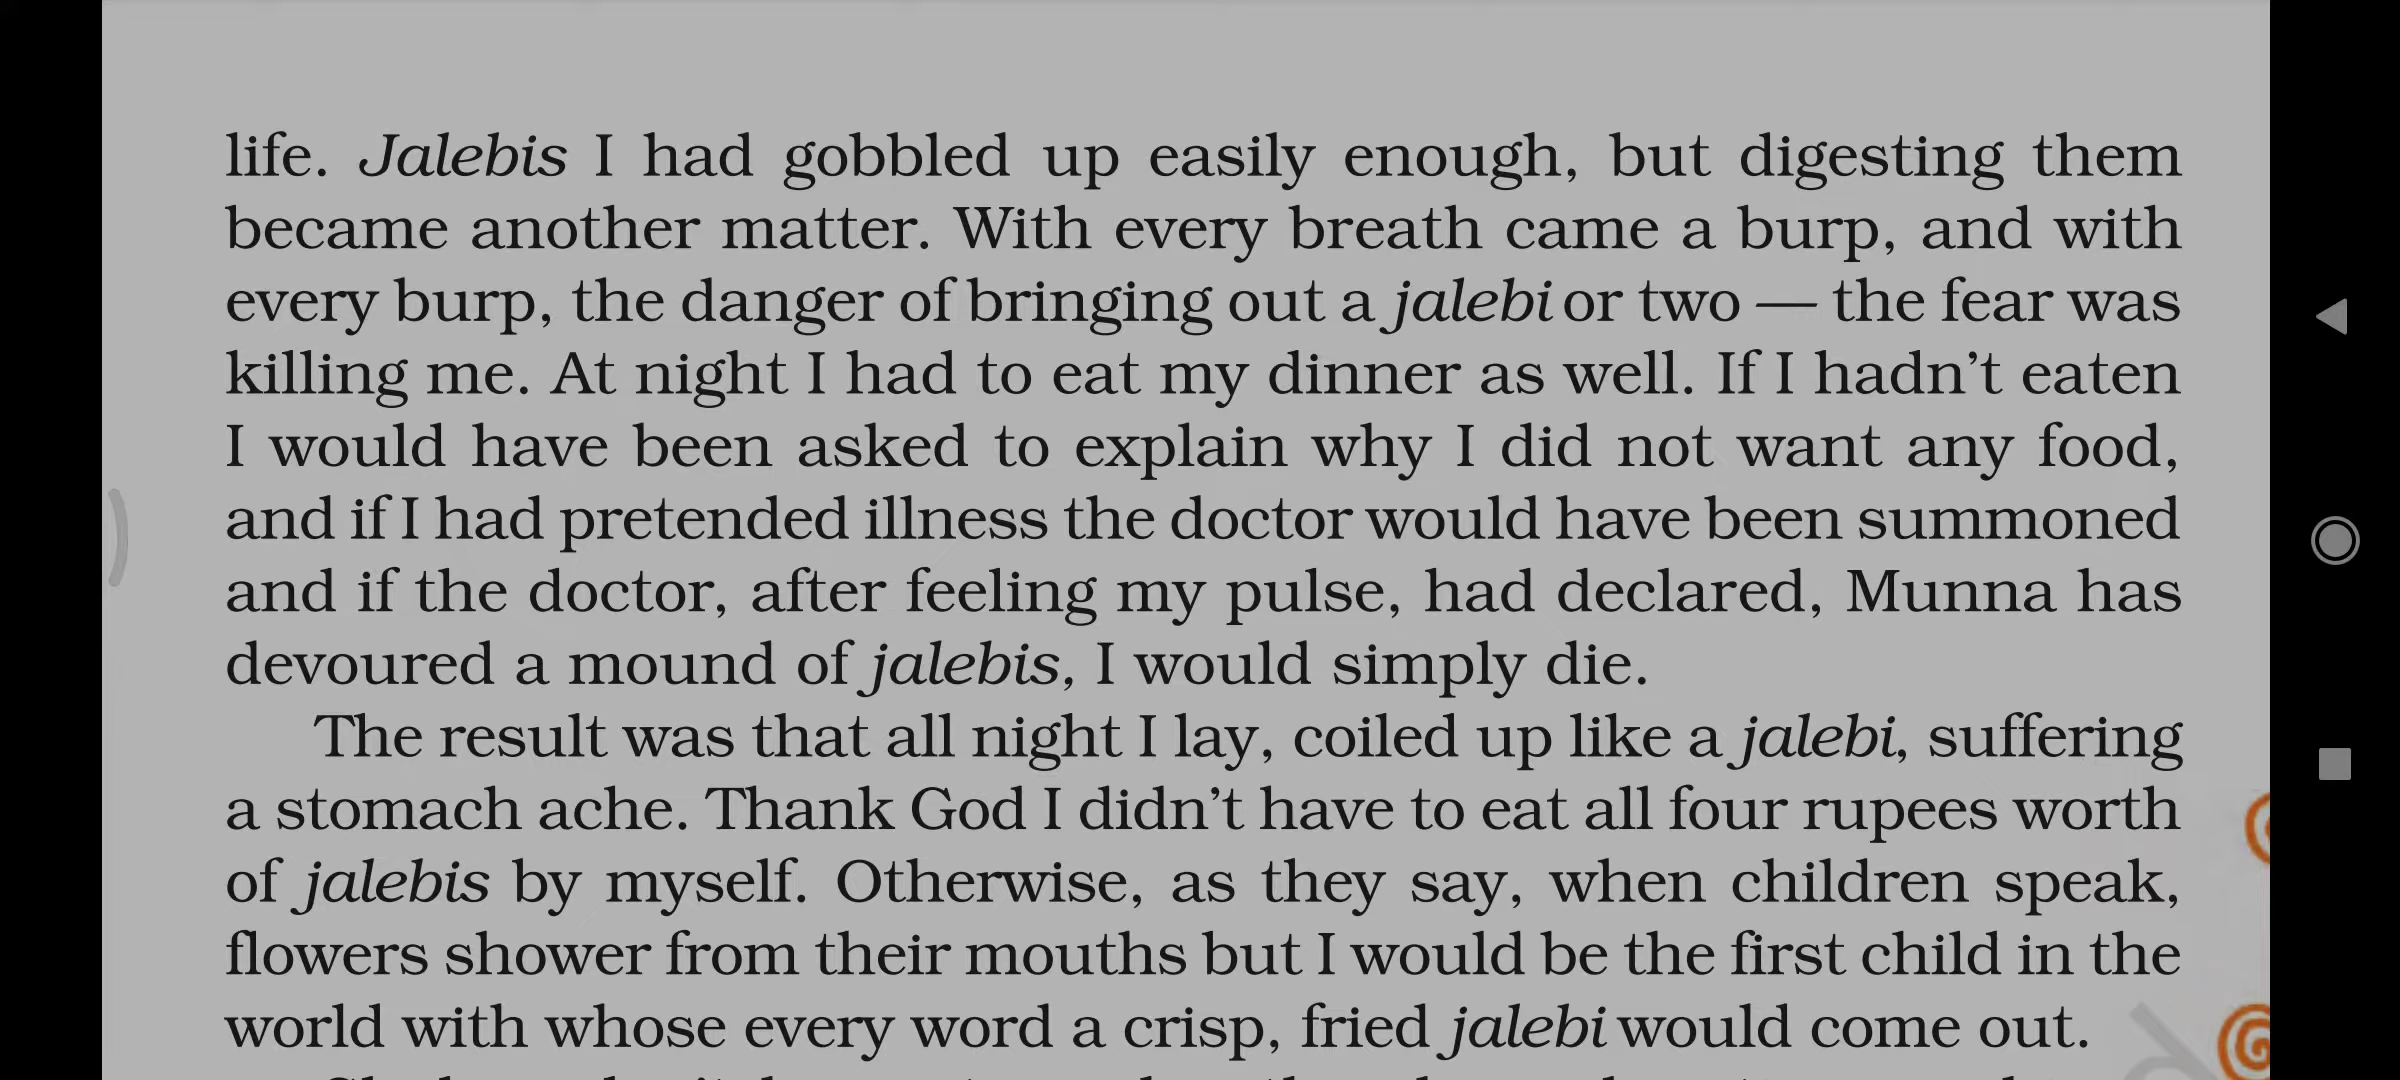 life. Jalebis I had gobbled up easily enough, but digesting them
became another matter. With every breath came a burp, and with
every burp, the danger of bringing out a jalebi or two — the fear was
killing me. At night I had to eat my dinner as well. If I hadn’t eaten
I would have been asked to explain why I did not want any food,
and if I had pretended illness the doctor would have been summoned
and if the doctor, after feeling my pulse, had declared, Munna has
devoured a mound of jalebis, I would simply die.
The result was that all night I lay, coiled up like a jalebi, suffering
a stomach ache. Thank God I didn’t have to eat all four rupees worth
of jalebis by myself. Otherwise, as they say, when children speak,
flowers shower from their mouths but I would be the first child in the
world with whose every word a crisp, fried jalebi would come out.